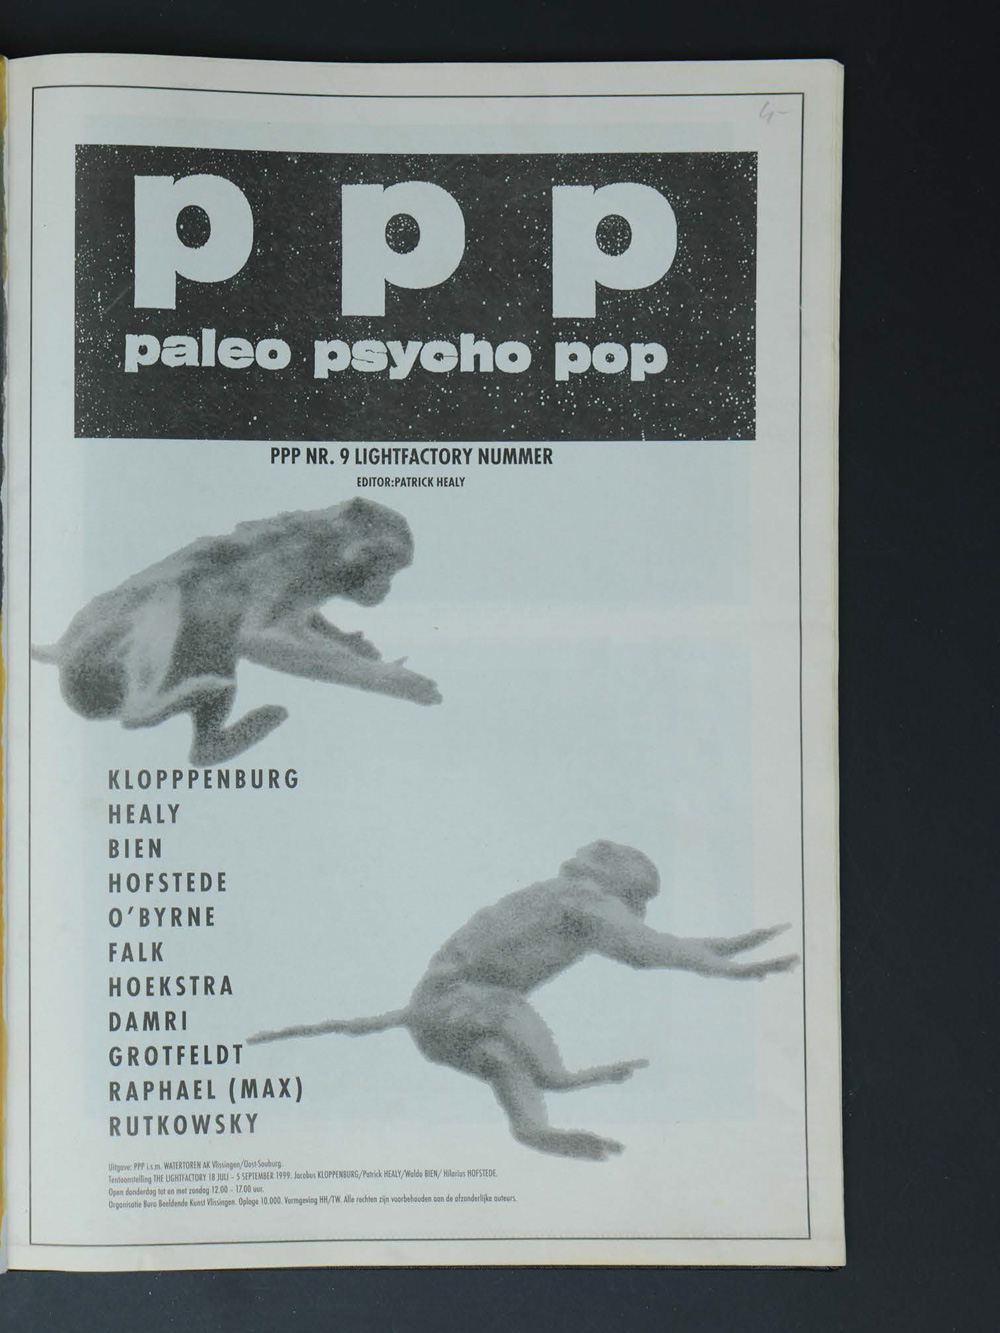 4,-
p p p
paleo psycho pop
PPP NR. 9 LIGHTFACTORY NUMMER
EDITOR:PATRICK HEALY
KLOPPPENBURG
HEALY
BIEN
HOFSTEDE
O'BYRNE
FALK
HOEKSTRA
DAMRI
GROTFELDT
RAPHAEL (MAX)
RUTKOWSKY
Uitgave: PPP i.s.m. WATERTOREN AK Vlissingen/Oost-Souburg.
Tentoonstelling THE LIGHTFACTORY 18 JULI - 5 SEPTEMBER 1999. Jacobus KLOPPENBURG/Patrick HEALY/Waldo BIEN/ Hilarius HOFSTEDE.
Open donderdag tot en met zondag 12.00 - 17.00 uur.
Organisatie Buro Beeldende Kunst Vlissingen. Oplage 10.000. Vormgeving HH/TW. Alle rechten zijn voorbehouden aan de afzonderlijke auteurs.